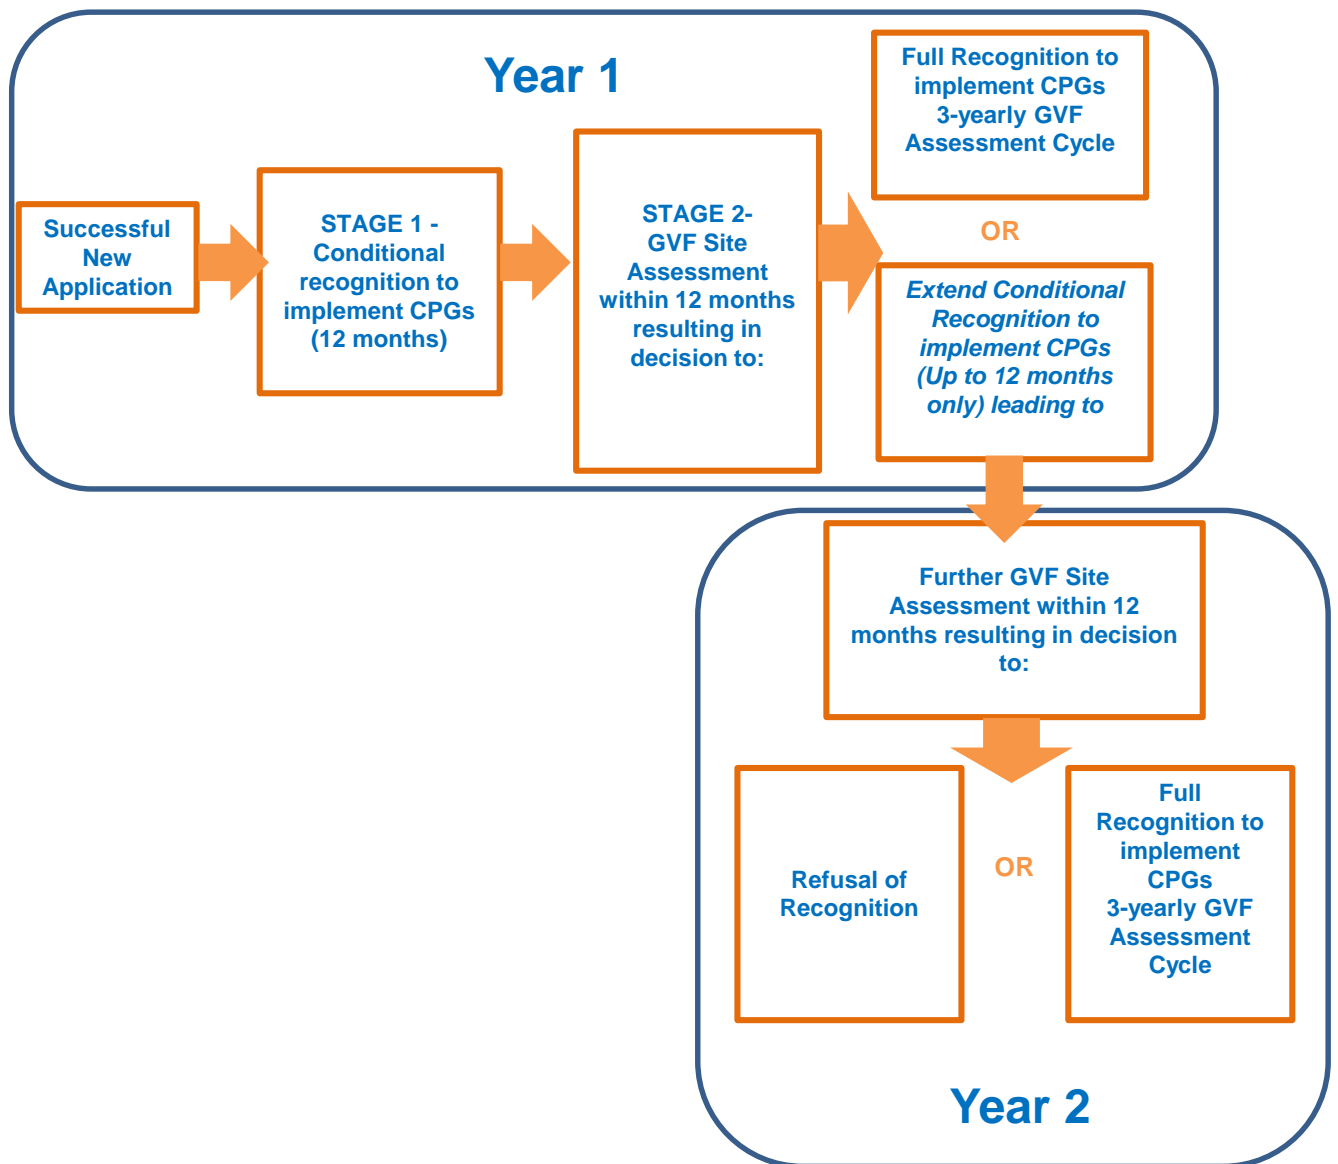 Year 1
Successful
New
Application
STAGE 1 -
Conditional
recognition to
implement CPGs
(12 months)
STAGE 2-
GVF Site
Assessment
within 12 months
resulting in
decision to:
Full Recognition to
implement CPGs
3-yearly GVF
Assessment Cycle
OR
Extend Conditional
Recognition to
implement CPGs
(Up to 12 months
only) leading to
Further GVF Site
Assessment within 12
months resulting in decision
to:
Refusal of
Recognition
OR
Full
Recognition to
implement
CPGs
3-yearly GVF
Assessment
Cycle
Year 2